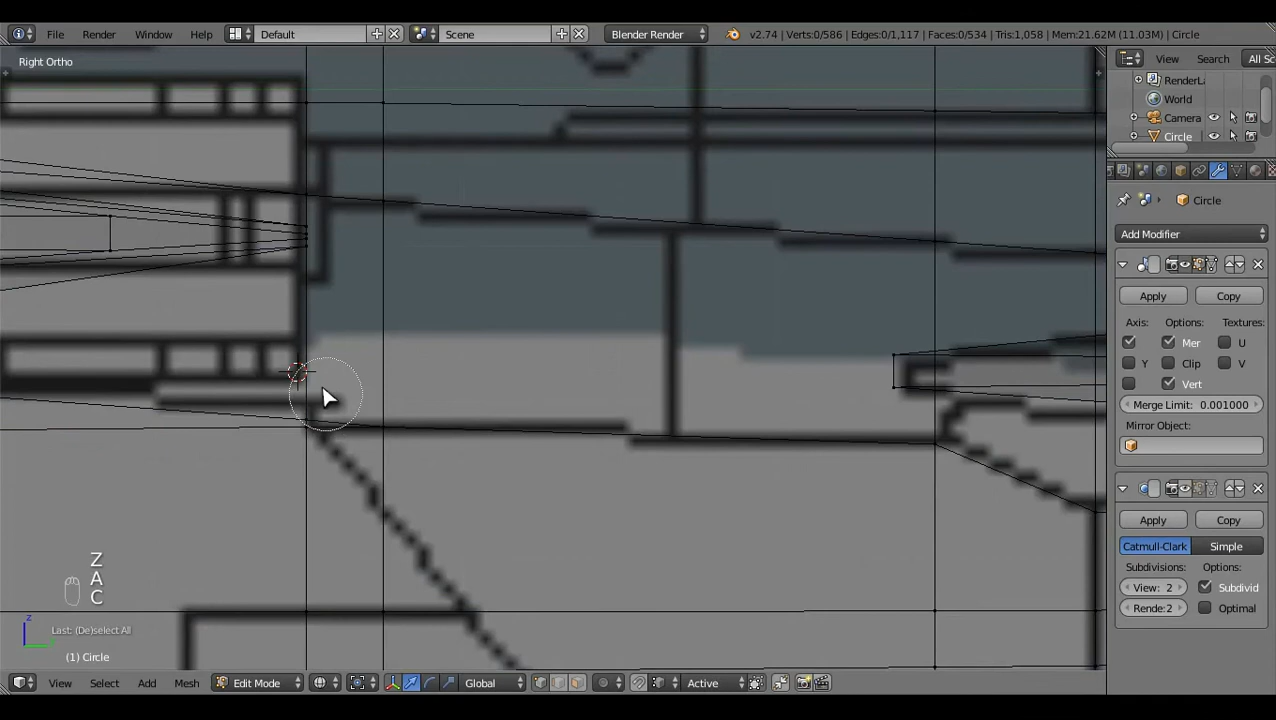 File Render Window Help Default Scene Blender Render v2.74 | Verts:0/586 | Edges:0/1,117 | Faces:0/534 | Tris:1,058 | Mem:21.62M (11.03M) | Circle
Right Ortho
View Search All Sc
RenderLa
World
Camera
Circle
Circle
Add Modifier
Apply Copy
Axis: Options: Textures:
X Mer U
Y Clip V
Vert
Merge Limit: 0.001000
Mirror Object:
Apply Copy
Catmull-Clark Simple
Subdivisions: Options:
View: 2 Subdivid
Rende:2 Optimal
Z
A
C
Last: (De)select All
z
y
(1) Circle
View Select Add Mesh Edit Mode Global Active